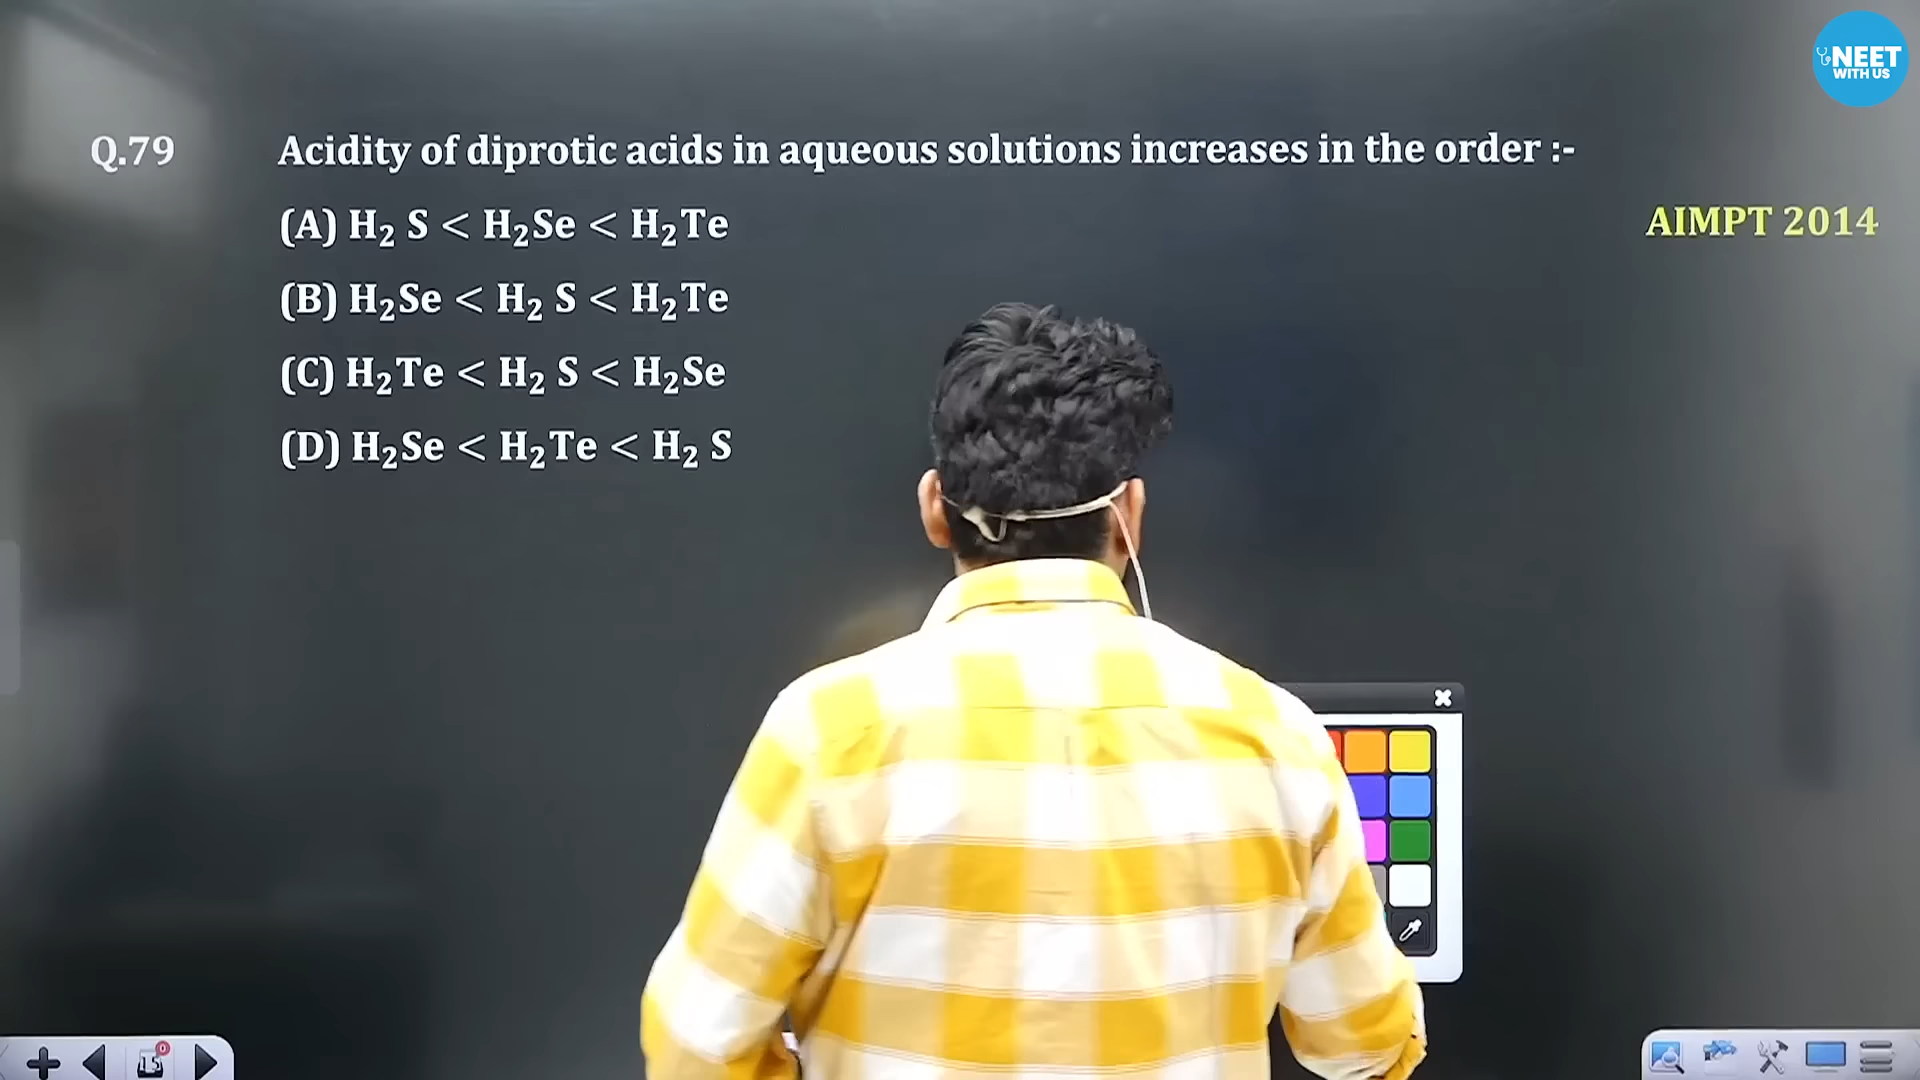 NEET
WITH US
Q.79 Acidity of diprotic acids in aqueous solutions increases in the order :-
(A) H₂ S < H₂Se < H₂Te
AIMPT 2014
(B) H₂Se < H₂ S < H₂Te
(C) H₂Te < H₂ S < H₂Se
(D) H₂Se < H₂Te < H₂ S